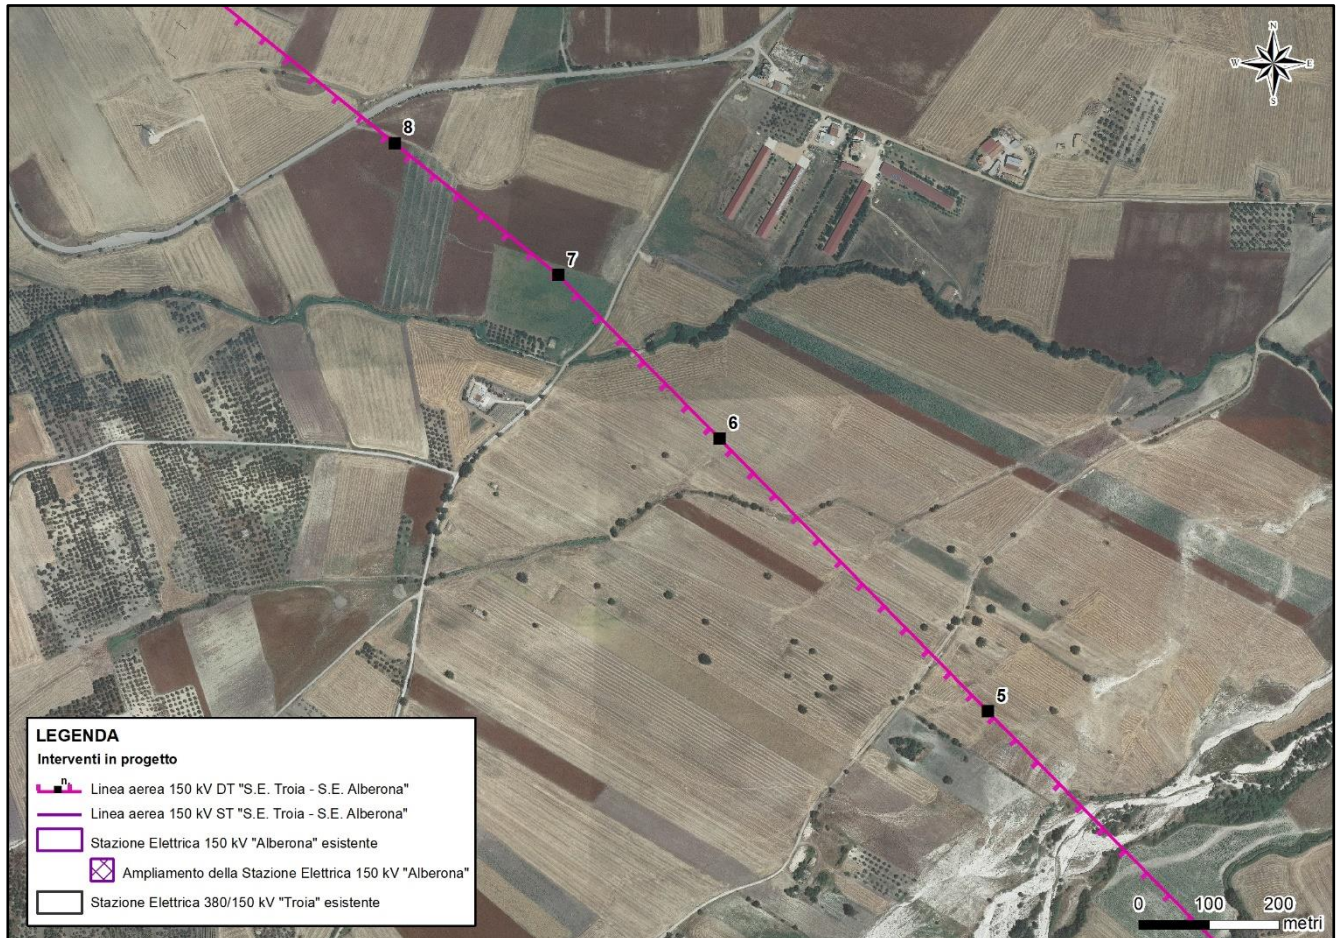 N
W E
S
8
7
6
5
LEGENDA
Interventi in progetto
n
Linea aerea 150 kV DT "S.E. Troia - S.E. Alberona"
Linea aerea 150 kV ST "S.E. Troia - S.E. Alberona"
Stazione Elettrica 150 kV "Alberona" esistente
Ampliamento della Stazione Elettrica 150 kV "Alberona"
Stazione Elettrica 380/150 kV "Troia" esistente
0 100 200
metri